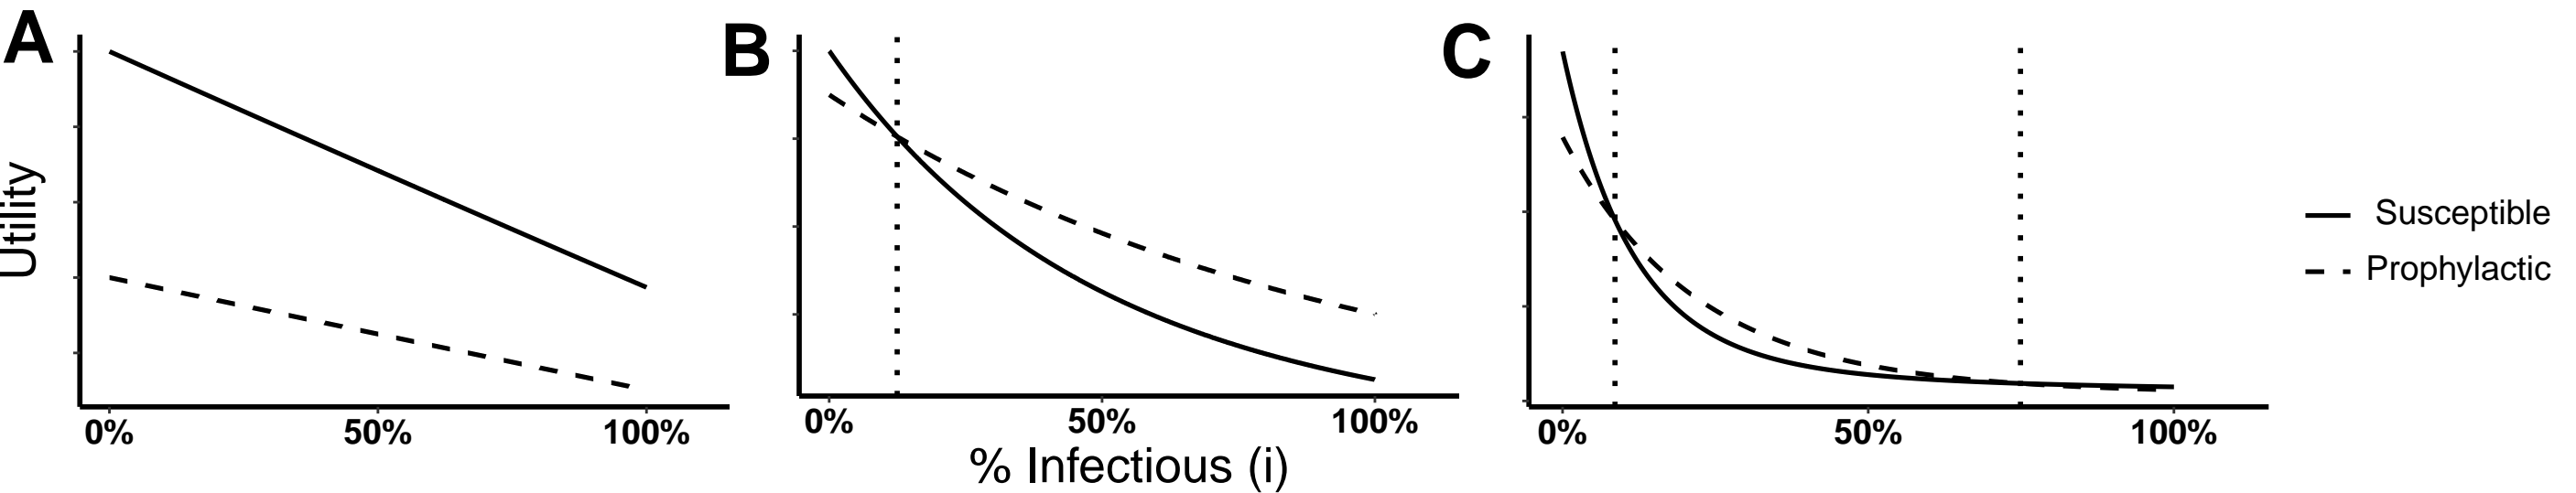 A
B
C
Utility
0% 50% 100%
0% 50% 100%
0% 50% 100%
% Infectious (i)
Susceptible
Prophylactic